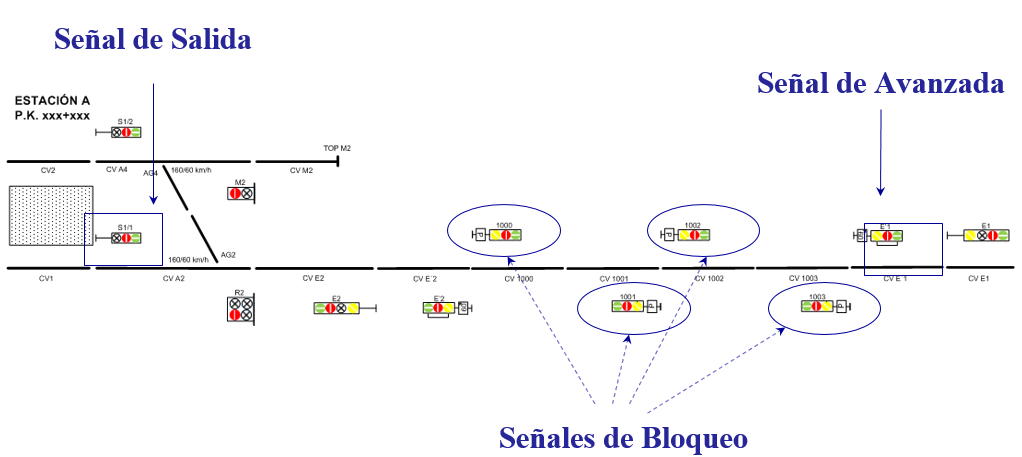 Señal de Salida
Señal de Avanzada
ESTACIÓN A
P.K. xxx+xxx
S1/2
TOP M2
CV2
CV A4
AG4
160/60 km/h
CV M2
M2
S1/1
1000
1002
E'1
E1
160/60 km/h
AG2
CV1
CV A2
CV E2
CV E´2
CV 1000
CV 1001
CV 1002
CV 1003
CV E´1
CV E1
R2
E2
E'2
1001
1003
P
P
P
P
Señales de Bloqueo